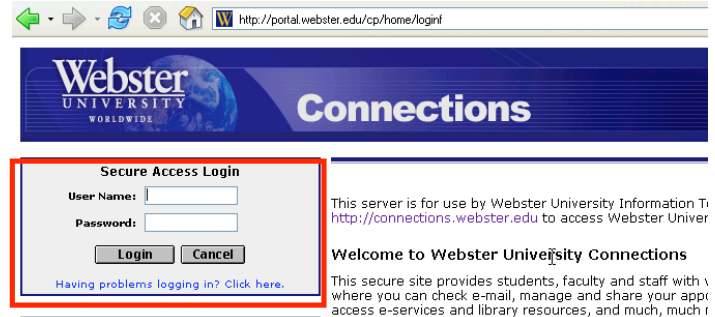 http://portal.webster.edu/cp/home/loginf
Webster
UNIVERSITY
WORLDWIDE
Connections
Secure Access Login
User Name:
Password:
Login Cancel
Having problems logging in? Click here.
This server is for use by Webster University Information
http://connections.webster.edu to access Webster
Welcome to Webster University Connections
This secure site provides students, faculty and staff with
where you can check e-mail, manage and share your
access e-services and library resources, and much, much